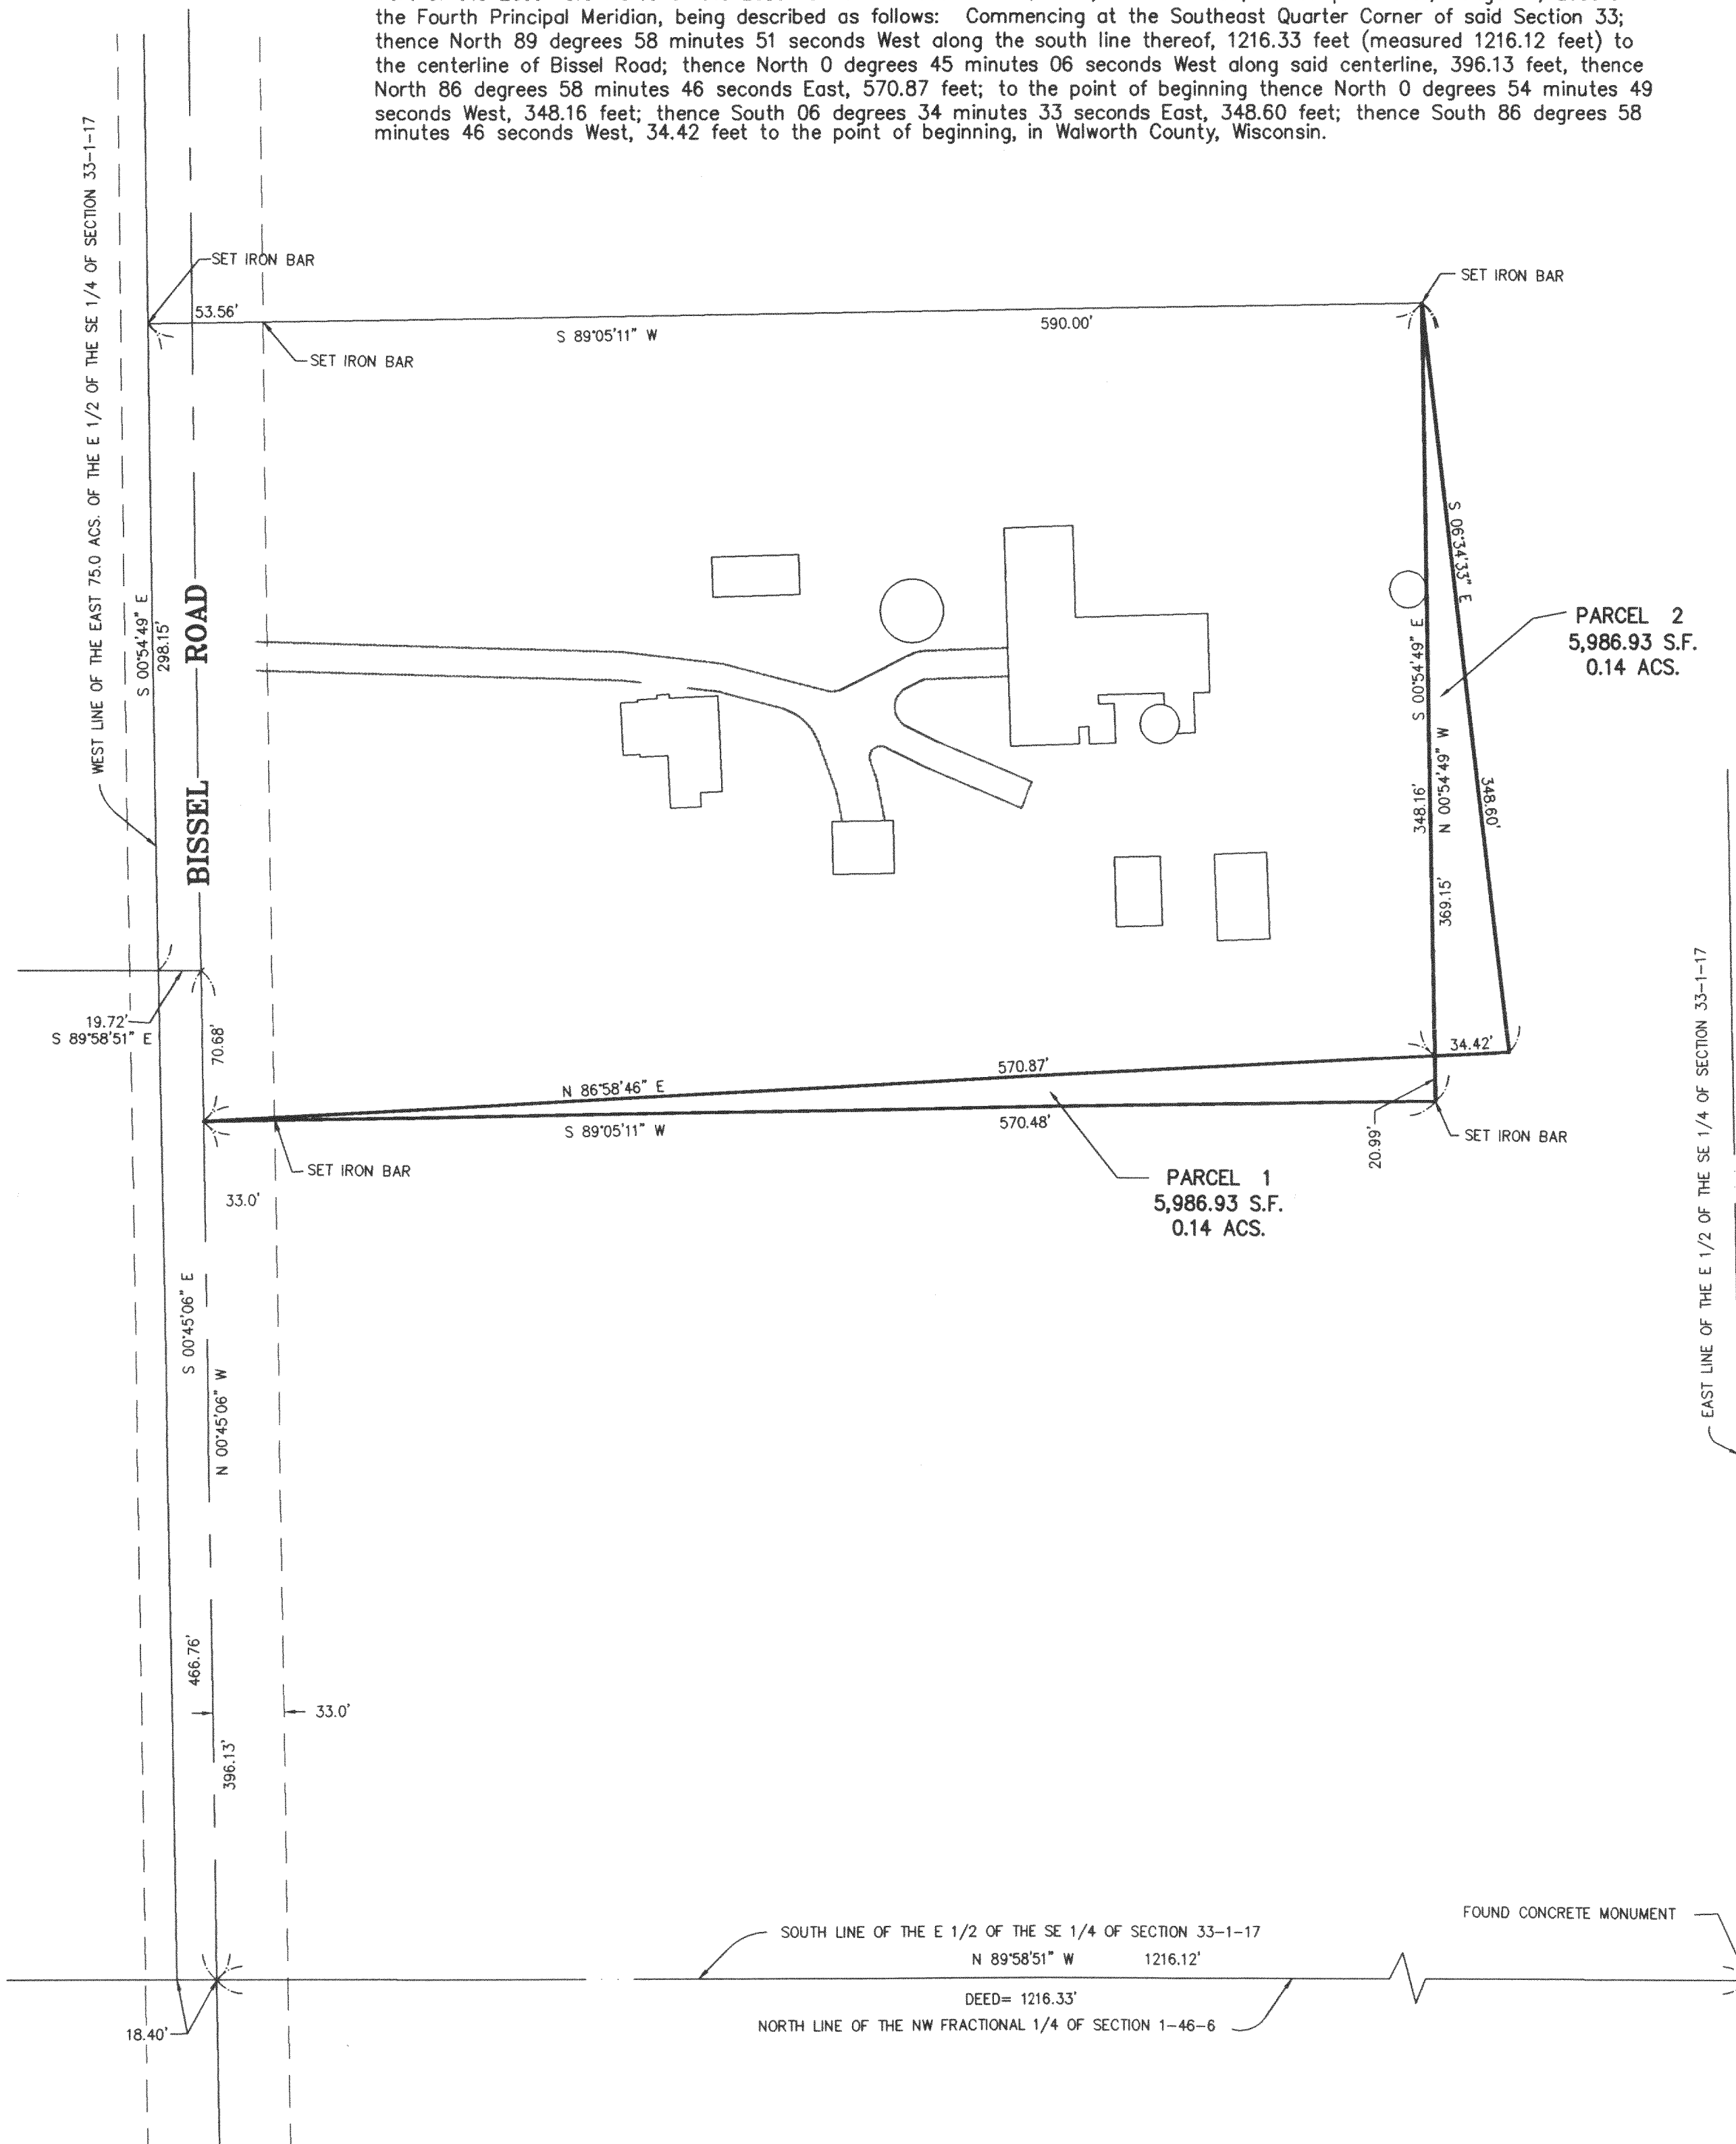 the Fourth Principal Meridian, being described as follows: Commencing at the Southeast Quarter Corner of said Section 33;
thence North 89 degrees 58 minutes 51 seconds West along the south line thereof, 1216.33 feet (measured 1216.12 feet) to
the centerline of Bissel Road; thence North 0 degrees 45 minutes 06 seconds West along said centerline, 396.13 feet, thence
North 86 degrees 58 minutes 46 seconds East, 570.87 feet; to the point of beginning thence North 0 degrees 54 minutes 49
seconds West, 348.16 feet; thence South 06 degrees 34 minutes 33 seconds East, 348.60 feet; thence South 86 degrees 58
minutes 46 seconds West, 34.42 feet to the point of beginning, in Walworth County, Wisconsin.
WEST LINE OF THE EAST 75.0 ACS. OF THE E 1/2 OF THE SE 1/4 OF SECTION 33-1-17
SET IRON BAR
SET IRON BAR
53.56'
590.00'
S 89°05'11" W
SET IRON BAR
S 00°54'49" E
298.15'
BISSEL ROAD
S 06°34'33" E
348.60'
S 00°54'49" E
348.16'
N 00°54'49" W
369.15'
PARCEL 2
5,986.93 S.F.
0.14 ACS.
19.72'
S 89°58'51" E
70.68'
34.42'
570.87'
N 86°58'46" E
570.48'
S 89°05'11" W
20.99'
SET IRON BAR
SET IRON BAR
PARCEL 1
5,986.93 S.F.
0.14 ACS.
33.0'
EAST LINE OF THE E 1/2 OF THE SE 1/4 OF SECTION 33-1-17
S 00°45'06" E
N 00°45'06" W
466.76'
33.0'
396.13'
FOUND CONCRETE MONUMENT
SOUTH LINE OF THE E 1/2 OF THE SE 1/4 OF SECTION 33-1-17
N 89°58'51" W 1216.12'
DEED= 1216.33'
NORTH LINE OF THE NW FRACTIONAL 1/4 OF SECTION 1-46-6
18.40'